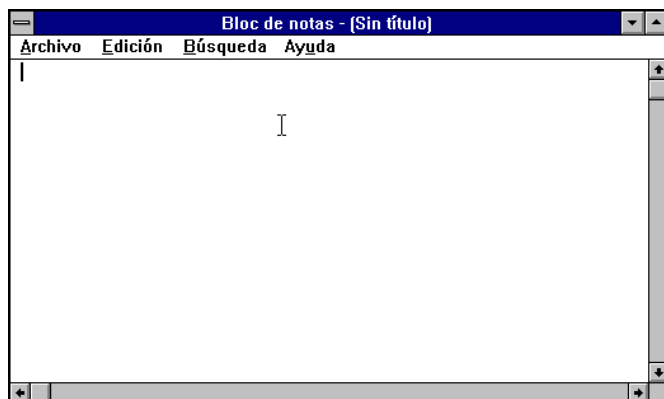 Bloc de notas - (Sin título)
Archivo Edición Búsqueda Ayuda